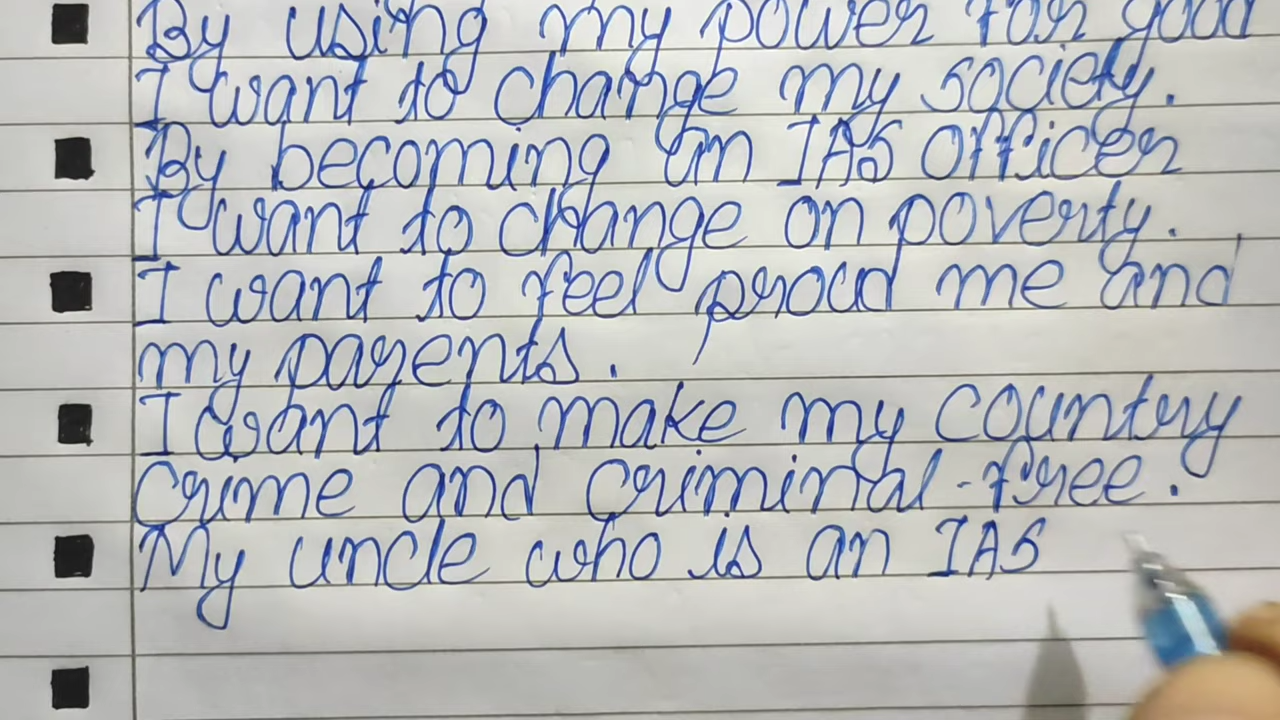 By using my power for good
I want to change my society.
By becoming an IAS officer
I want to change on poverty.
I want to feel proud me and
my parents.
I want to make my country
crime and criminal-free.
My uncle who is an IAS